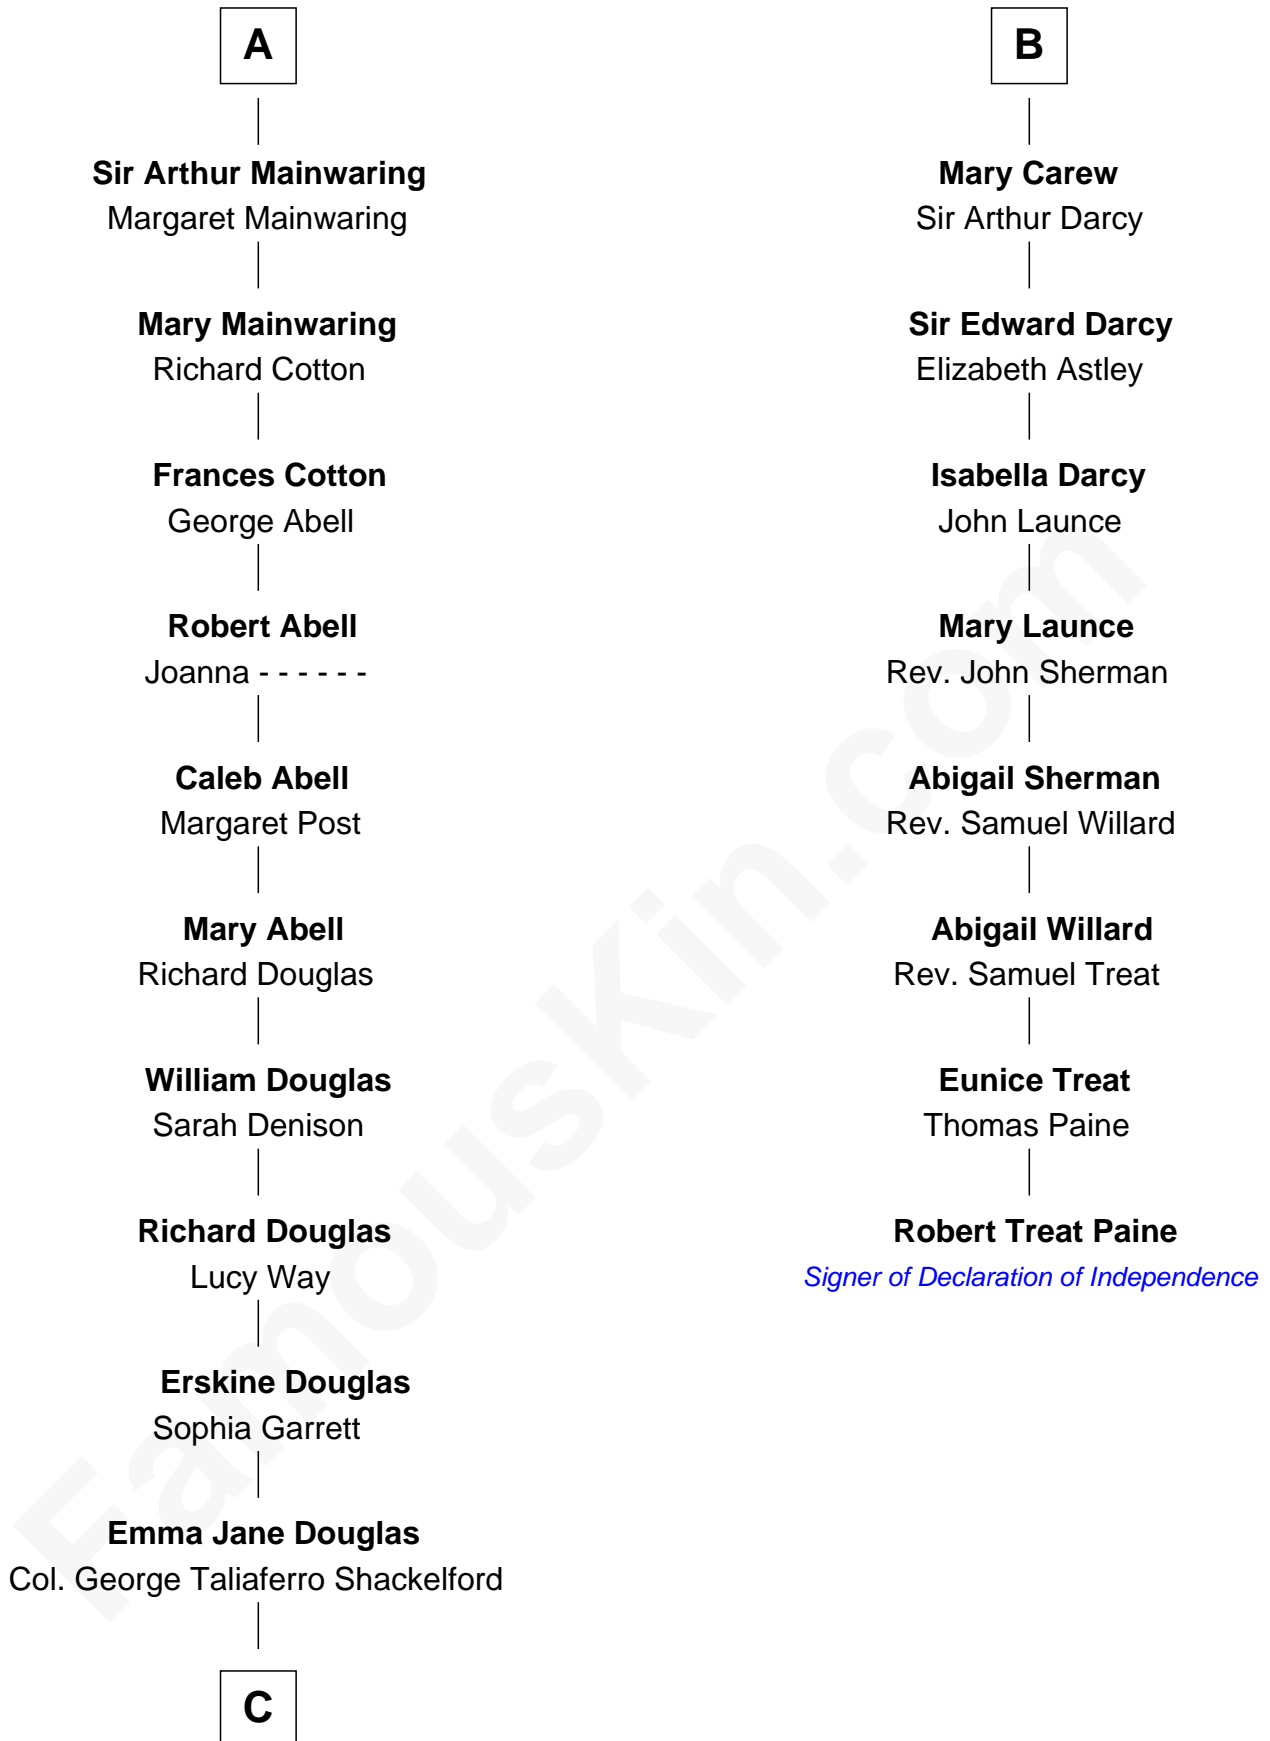 A
Sir Arthur Mainwaring
Margaret Mainwaring
Mary Mainwaring
Richard Cotton
Frances Cotton
George Abell
Robert Abell
Joanna - - - - - -
Caleb Abell
Margaret Post
Mary Abell
Richard Douglas
William Douglas
Sarah Denison
Richard Douglas
Lucy Way
Erskine Douglas
Sophia Garrett
Emma Jane Douglas
Col. George Taliaferro Shackelford
C
B
Mary Carew
Sir Arthur Darcy
Sir Edward Darcy
Elizabeth Astley
Isabella Darcy
John Launce
Mary Launce
Rev. John Sherman
Abigail Sherman
Rev. Samuel Willard
Abigail Willard
Rev. Samuel Treat
Eunice Treat
Thomas Paine
Robert Treat Paine
Signer of Declaration of Independence
FamousKin.com